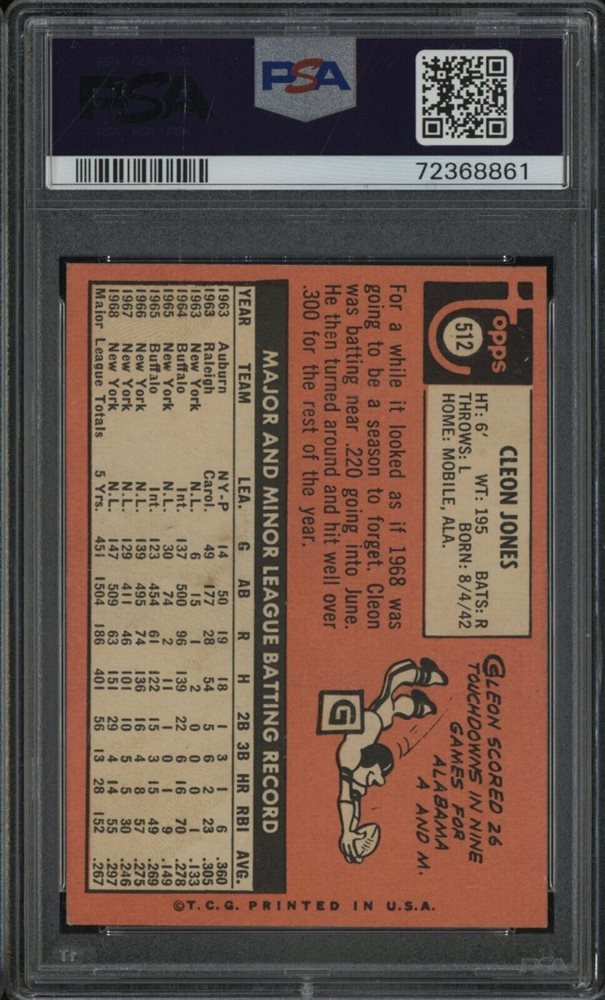 PSA
PSA
72368861
Topps
512
CLEON JONES
HT: 6' WT: 195 BATS: R
THROWS: L BORN: 8/4/42
HOME: MOBILE, ALA.
For a while it looked as if 1968 was
going to be a season to forget. Cleon
was batting near .220 going into June.
He then turned around and hit well over
.300 for the rest of the year.
CLEON SCORED 26
TOUCHDOWNS IN NINE
GAMES FOR
ALABAMA
A AND M.
G
MAJOR AND MINOR LEAGUE BATTING RECORD
YEAR TEAM LEA. G AB R H 2B 3B HR RBI AVG.
1963 Auburn NY-P 14 50 19 18 1 3 1 6 .360
1963 Raleigh Carol. 49 177 28 54 5 6 2 23 .305
1963 New York N.L. 6 15 1 2 0 0 0 1 .133
1964 Buffalo Int. 137 500 96 139 22 6 16 70 .278
1965 New York N.L. 30 74 2 11 1 0 1 9 .149
1965 Buffalo Int. 123 454 61 122 15 3 15 49 .269
1966 New York N.L. 139 495 74 136 16 4 8 57 .275
1967 New York N.L. 129 411 46 101 10 5 5 30 .246
1968 New York N.L. 147 509 63 151 29 4 14 55 .297
Major League Totals 5 Yrs. 451 1504 186 401 56 13 28 152 .267
©T.C.G. PRINTED IN U.S.A.